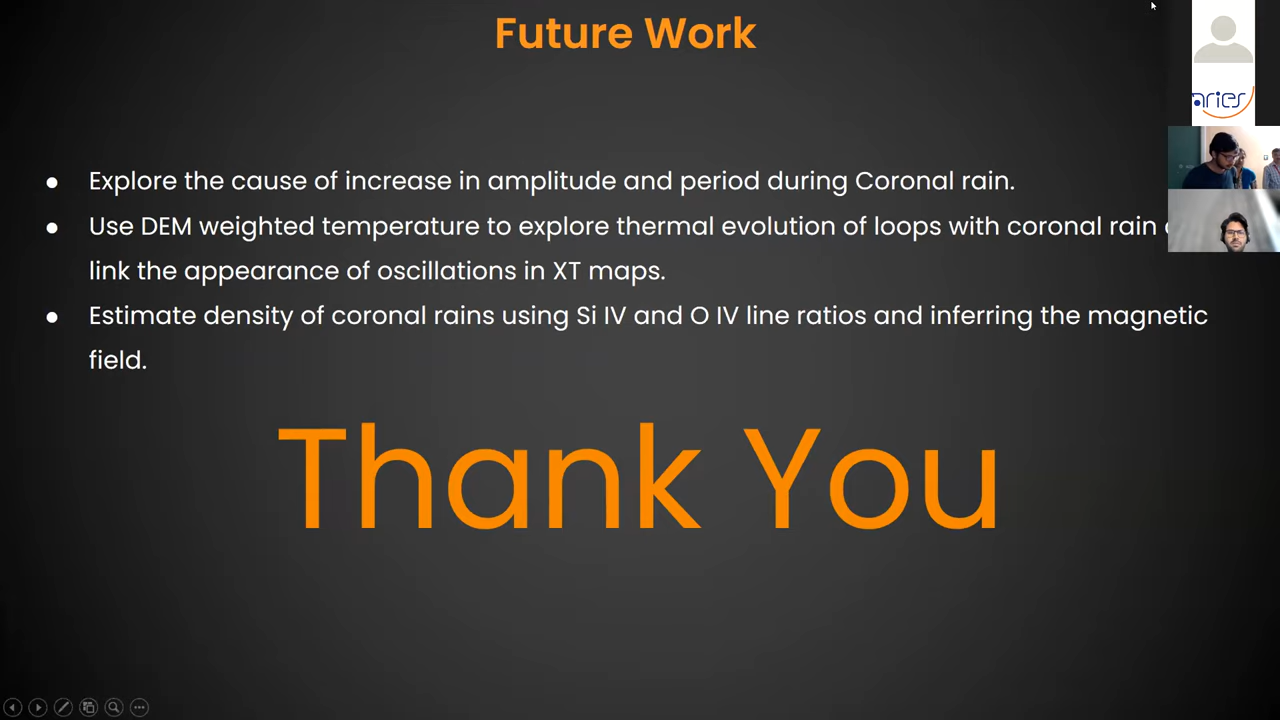 Future Work
aries
● Explore the cause of increase in amplitude and period during Coronal rain.
● Use DEM weighted temperature to explore thermal evolution of loops with coronal rain
link the appearance of oscillations in XT maps.
● Estimate density of coronal rains using Si IV and O IV line ratios and inferring the magnetic
field.
Thank You